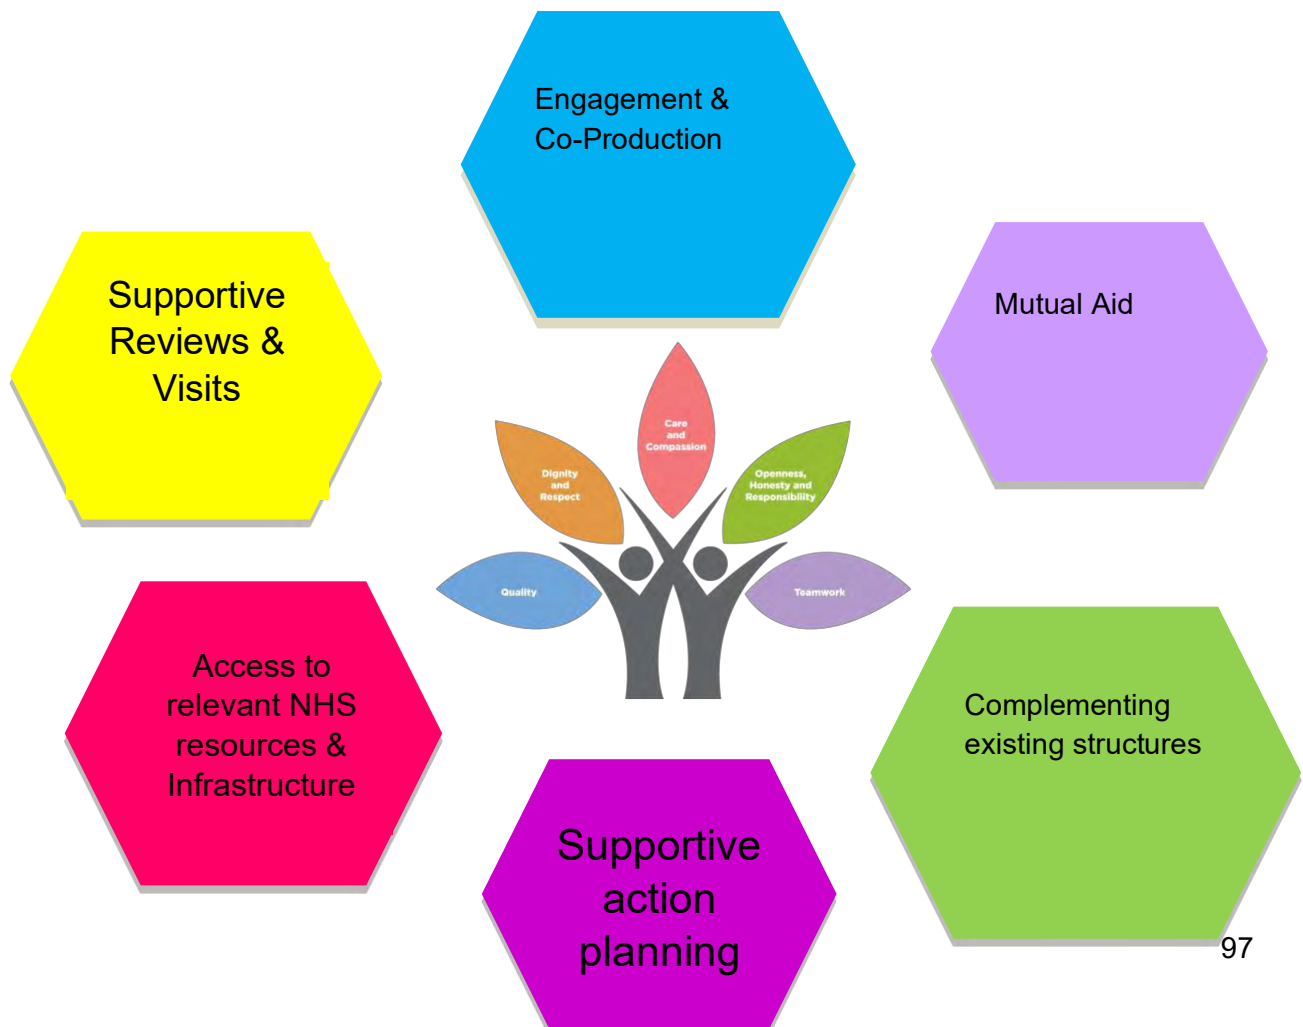 Engagement &
Co-Production
Supportive
Reviews &
Visits
Mutual Aid
Care
and
Compassion
Dignity
and
Respect
Openness,
Honesty and
Responsibility
Quality
Teamwork
Access to
relevant NHS
resources &
Infrastructure
Complementing
existing structures
Supportive
action
planning
97